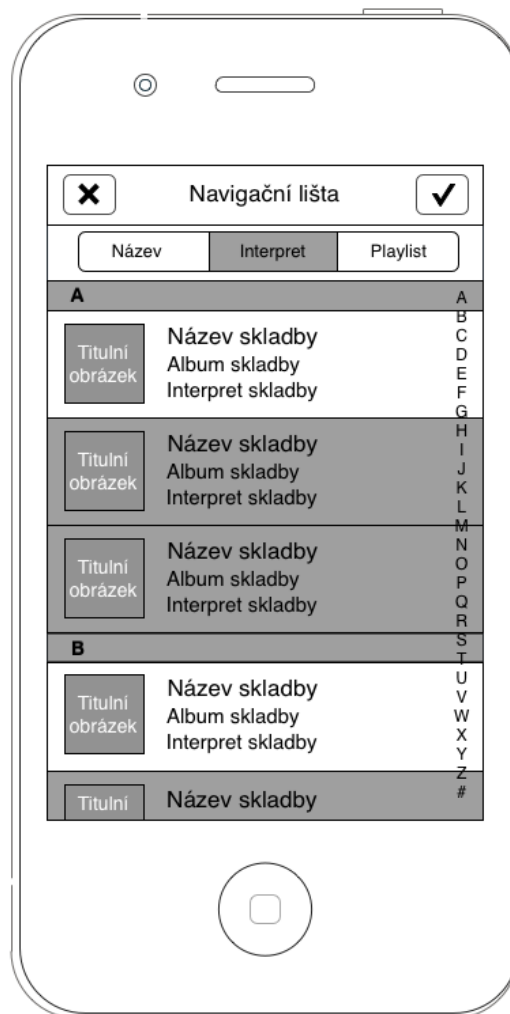 Navigační lišta
Název Interpret Playlist
A
Titulní
obrázek
Název skladby
Album skladby
Interpret skladby
Titulní
obrázek
Název skladby
Album skladby
Interpret skladby
Titulní
obrázek
Název skladby
Album skladby
Interpret skladby
B
Titulní
obrázek
Název skladby
Album skladby
Interpret skladby
Titulní
Název skladby
A
B
C
D
E
F
G
H
I
J
K
L
M
N
O
P
Q
R
S
T
U
V
W
X
Y
Z
#